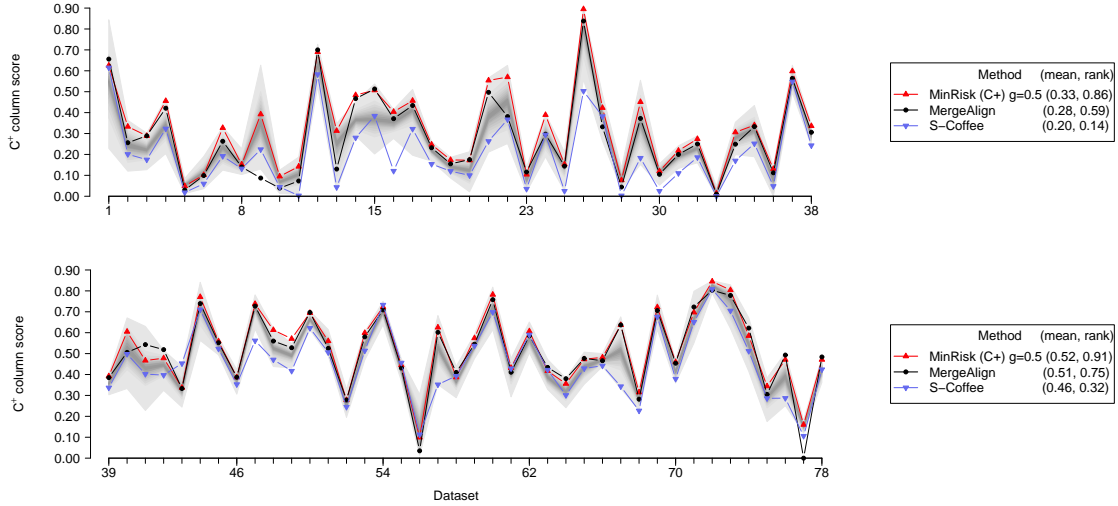 C+ column score
0.90
0.80
0.70
0.60
0.50
0.40
0.30
0.20
0.10
0.00
1 8 15 23 30 38
Method (mean, rank)
MinRisk (C+) g=0.5 (0.33, 0.86)
MergeAlign (0.28, 0.59)
S−Coffee (0.20, 0.14)
C+ column score
0.90
0.80
0.70
0.60
0.50
0.40
0.30
0.20
0.10
0.00
39 46 54 62 70 78
Dataset
Method (mean, rank)
MinRisk (C+) g=0.5 (0.52, 0.91)
MergeAlign (0.51, 0.75)
S−Coffee (0.46, 0.32)